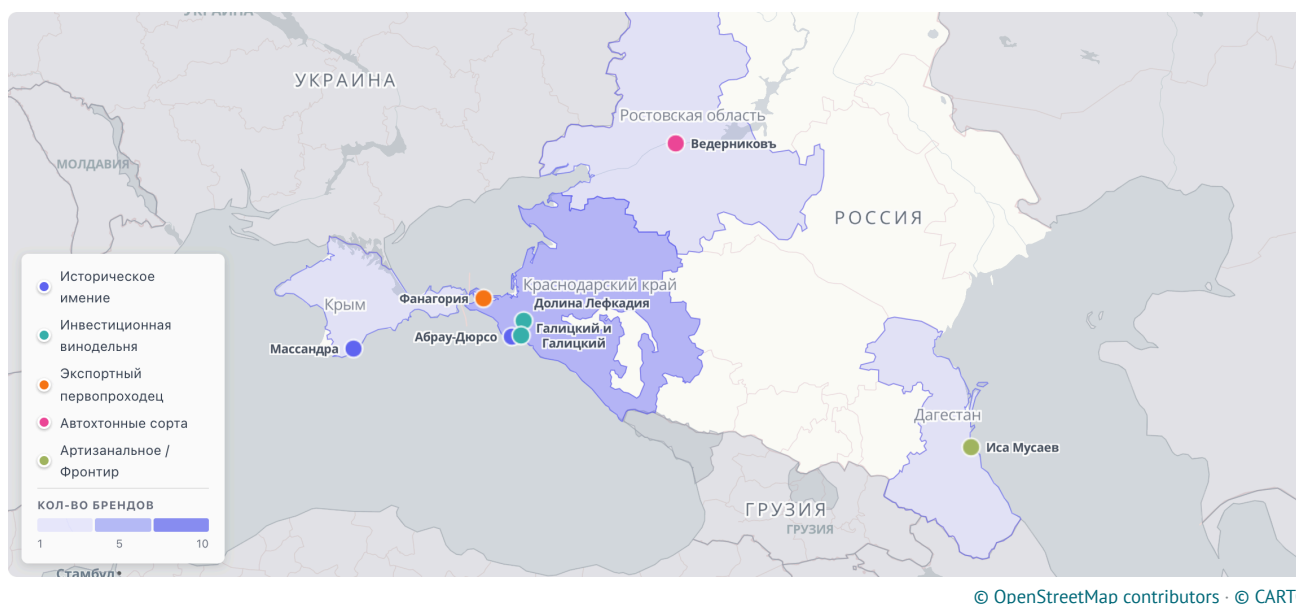 УКРАИНА
УКРАИНА
Ростовская область
Ведерниковъ
МОЛДАВИЯ
РОССИЯ
Историческое
имение
Инвестиционная
винодельня
Экспортный
первопроходец
Автохтонные сорта
Артизанальное /
Фронтир
КОЛ-ВО БРЕНДОВ
1 5 10
Крым
Фанагория
Краснодарский край
Долина Лефкадия
Абрау-Дюрсо
Галицкий и
Галицкий
Массандра
Дагестан
Иса Мусаев
ГРУЗИЯ
ГРУЗИЯ
Стамбул
© OpenStreetMap contributors · © CART